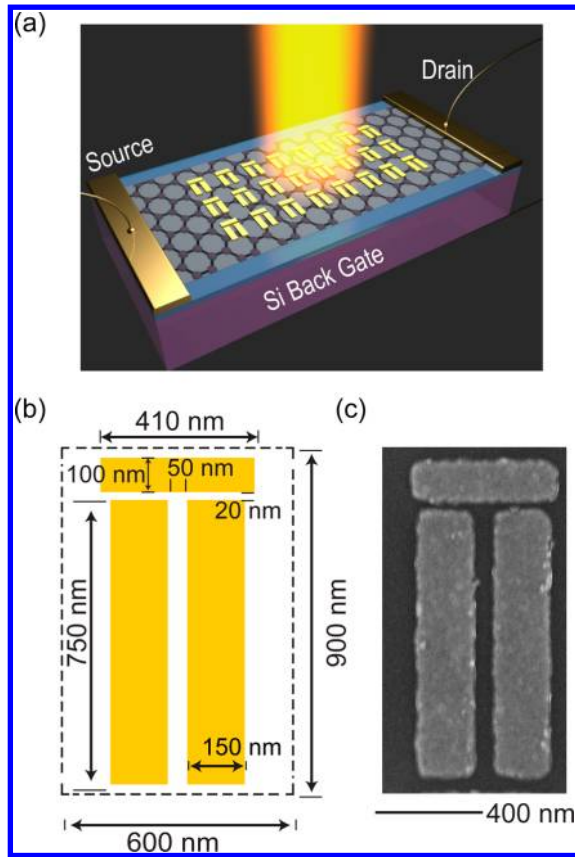 (a)
Drain
Source
Si Back Gate
(b)
(c)
410 nm
100 nm
50 nm
20 nm
750 nm
900 nm
150 nm
600 nm
400 nm